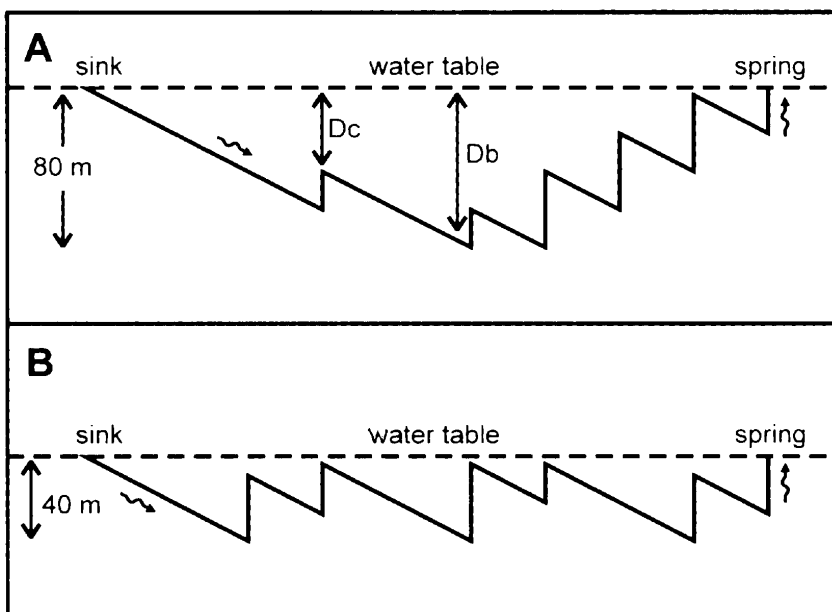 A
sink water table spring
Dc
80 m
Db
B
sink water table spring
40 m